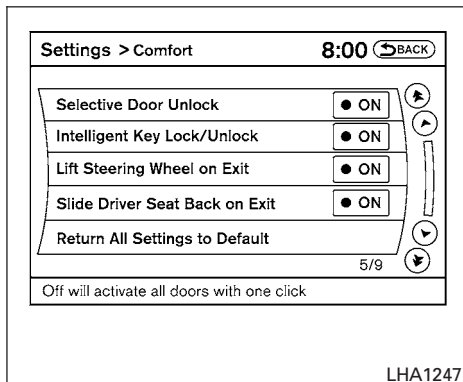 Settings > Comfort 8:00 BACK
Selective Door Unlock ON
Intelligent Key Lock/Unlock ON
Lift Steering Wheel on Exit ON
Slide Driver Seat Back on Exit ON
Return All Settings to Default
5/9
Off will activate all doors with one click
LHA1247